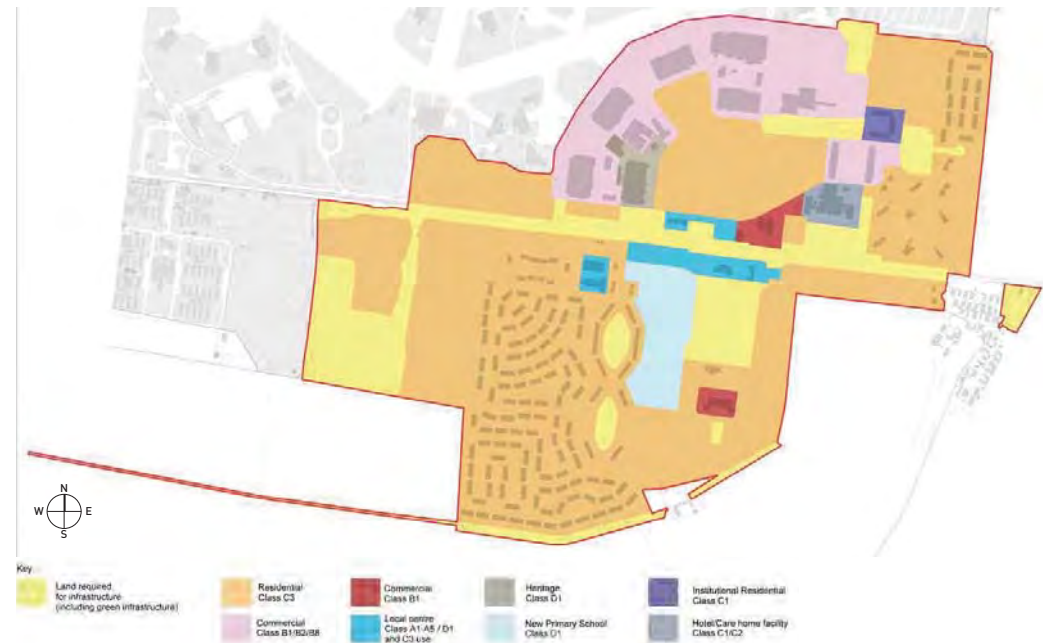 N
W E
S
Key
Land required
for infrastructure
(including green infrastructure)
Residential
Class C3
Commercial
Class B1
Heritage
Class D1
Institutional Residential
Class C1
Commercial
Class B1/B2/B8
Local centre
Class A1-A5 / D1
and C3 use
New Primary School
Class D1
Hotel/Care home facility
Class C1/C2